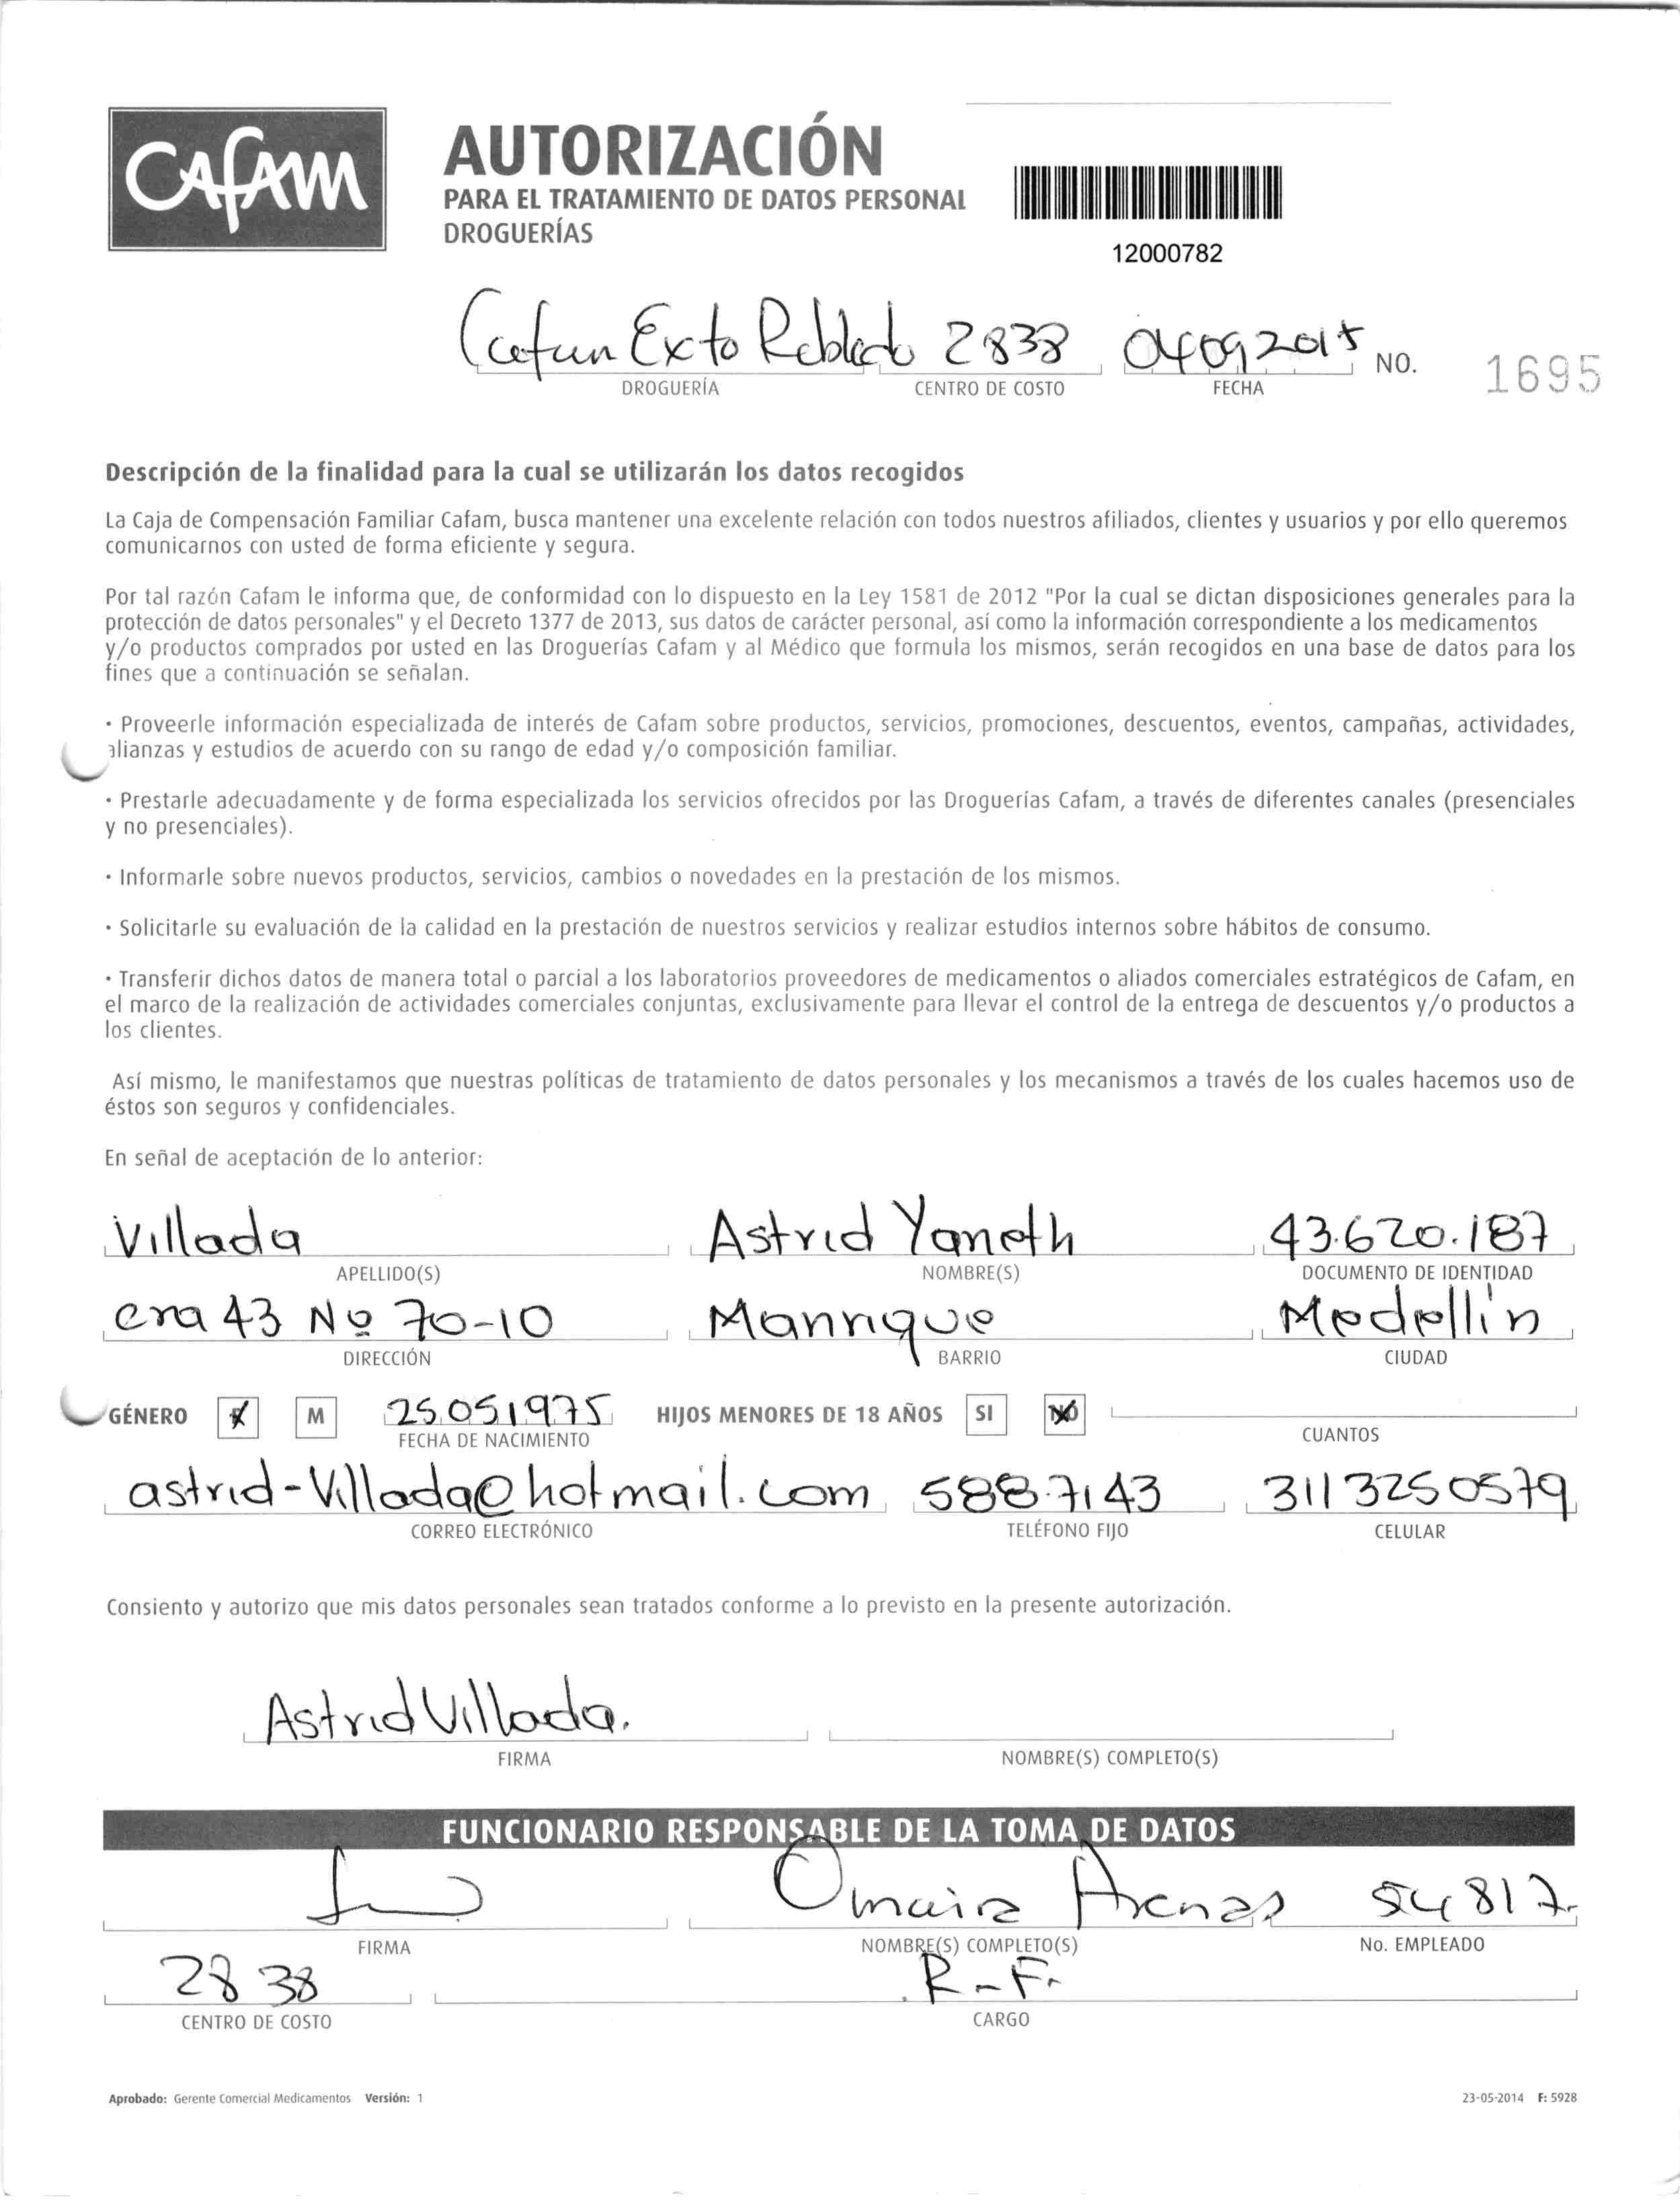 CAFAM
AUTORIZACIÓN
PARA EL TRATAMIENTO DE DATOS PERSONAL
DROGUERÍAS
12000782
Cafam Exto Robledo 2838 04092015 NO. 1695
DROGUERÍA CENTRO DE COSTO FECHA
Descripción de la finalidad para la cual se utilizarán los datos recogidos
La Caja de Compensación Familiar Cafam, busca mantener una excelente relación con todos nuestros afiliados, clientes y usuarios y por ello queremos
comunicarnos con usted de forma eficiente y segura.
Por tal razón Cafam le informa que, de conformidad con lo dispuesto en la Ley 1581 de 2012 "Por la cual se dictan disposiciones generales para la
protección de datos personales" y el Decreto 1377 de 2013, sus datos de carácter personal, así como la información correspondiente a los medicamentos
y/o productos comprados por usted en las Droguerías Cafam y al Médico que formula los mismos, serán recogidos en una base de datos para los
fines que a continuación se señalan.
· Proveerle información especializada de interés de Cafam sobre productos, servicios, promociones, descuentos, eventos, campañas, actividades,
alianzas y estudios de acuerdo con su rango de edad y/o composición familiar.
· Prestarle adecuadamente y de forma especializada los servicios ofrecidos por las Droguerías Cafam, a través de diferentes canales (presenciales
y no presenciales).
· Informarle sobre nuevos productos, servicios, cambios o novedades en la prestación de los mismos.
· Solicitarle su evaluación de la calidad en la prestación de nuestros servicios y realizar estudios internos sobre hábitos de consumo.
· Transferir dichos datos de manera total o parcial a los laboratorios proveedores de medicamentos o aliados comerciales estratégicos de Cafam, en
el marco de la realización de actividades comerciales conjuntas, exclusivamente para llevar el control de la entrega de descuentos y/o productos a
los clientes.
Así mismo, le manifestamos que nuestras políticas de tratamiento de datos personales y los mecanismos a través de los cuales hacemos uso de
éstos son seguros y confidenciales.
En señal de aceptación de lo anterior:
Villada Astrid Yaneth 43.620.187
APELLIDO(S) NOMBRE(S) DOCUMENTO DE IDENTIDAD
cra 43 Nº 70-10 Manrique Medellín
DIRECCIÓN BARRIO CIUDAD
GÉNERO F M 25051975 HIJOS MENORES DE 18 AÑOS SI NO
FECHA DE NACIMIENTO CUANTOS
astrid-Villada@hotmail.com 5887143 3113250579
CORREO ELECTRÓNICO TELÉFONO FIJO CELULAR
Consiento y autorizo que mis datos personales sean tratados conforme a lo previsto en la presente autorización.
Astrid Villada.
FIRMA NOMBRE(S) COMPLETO(S)
FUNCIONARIO RESPONSABLE DE LA TOMA DE DATOS
Omaira Arenas 54817.
FIRMA NOMBRE(S) COMPLETO(S) No. EMPLEADO
2838 R-F.
CENTRO DE COSTO CARGO
Aprobado: Gerente Comercial Medicamentos Versión: 1 23-05-2014 F: 5928